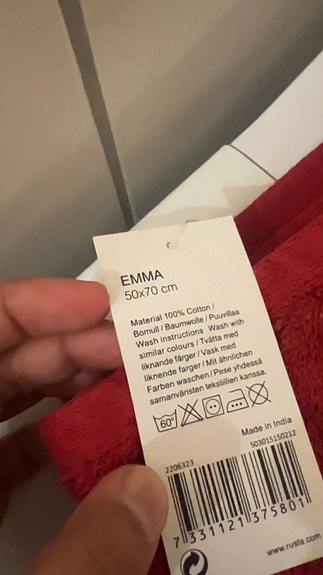 EMMA
50x70 cm
Material 100% Cotton /
Bomull / Baumwolle / Puuvillaa
Wash instructions Wash with
similar colours / Tvätta med
liknande färger / Vask med
liknende farger / Mit ähnlichen
Farben waschen / Pese yhdessä
samanväristen tekstiilien kanssa.
60°
Made in India
2206323
503015150212
7 331121 375801
www.rusta.com